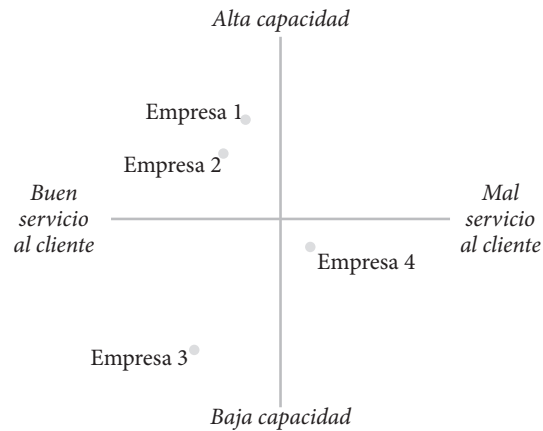 Alta capacidad
Empresa 1
Empresa 2
Buen
servicio
al cliente
Mal
servicio
al cliente
Empresa 4
Empresa 3
Baja capacidad